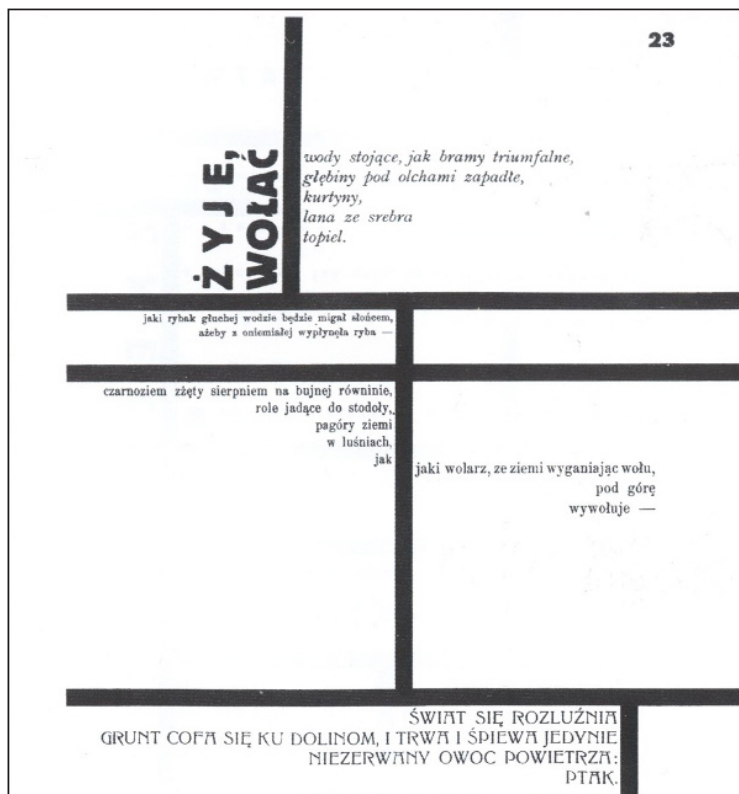 23
ŻYJE,
WOŁAĆ
wody stojące, jak bramy triumfalne,
głębiny pod olchami zapadłe,
kurtyny,
lana ze srebra
topiel.
jaki rybak głuchej wodzie będzie migał słońcem,
ażeby z oniemiałej wypłynęła ryba —
czarnoziem zżęty sierpniem na bujnej równinie,
role jadące do stodoły,
pagóry ziemi
w luśniach,
jak
jaki wolarz, ze ziemi wyganiając wołu,
pod górę
wywołuje —
ŚWIAT SIĘ ROZLUŹNIA
GRUNT COFA SIĘ KU DOLINOM, I TRWA I ŚPIEWA JEDYNIE
NIEZERWANY OWOC POWIETRZA:
PTAK.